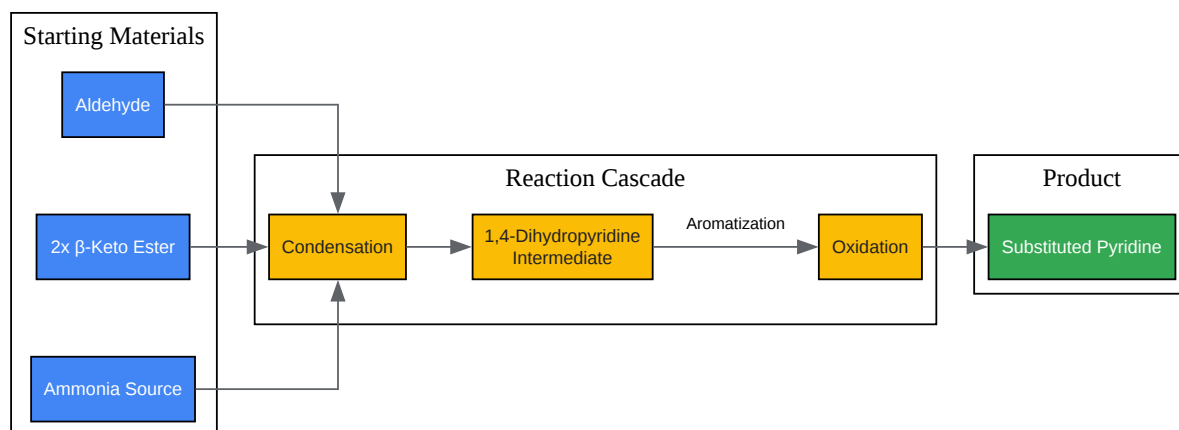 Starting Materials
Aldehyde
Reaction Cascade
Product
2x β-Keto Ester
Condensation
1,4-Dihydropyridine
Intermediate
Aromatization
Oxidation
Substituted Pyridine
Ammonia Source